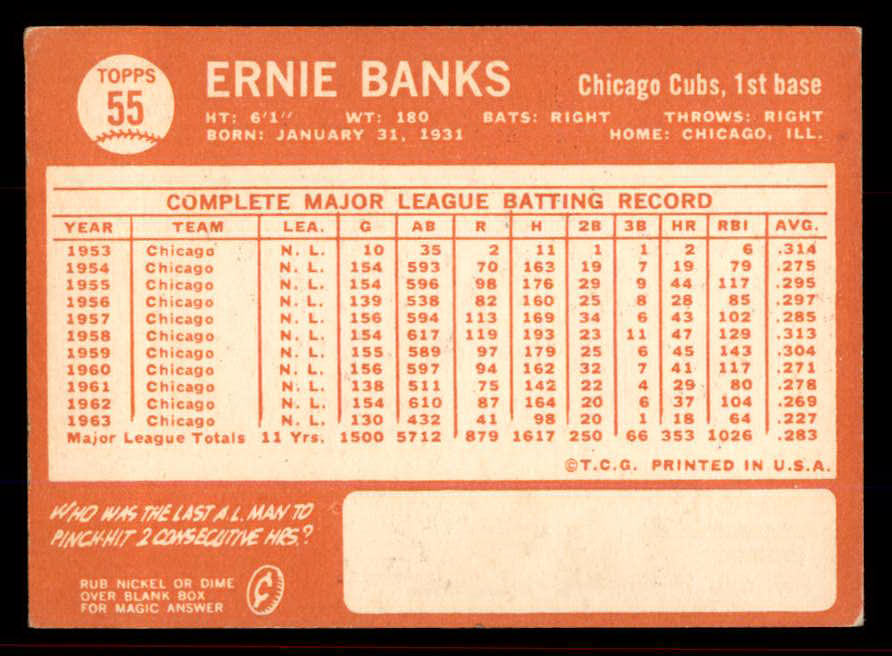 TOPPS
55
ERNIE BANKS
Chicago Cubs, 1st base
HT: 6'1" WT: 180 BATS: RIGHT THROWS: RIGHT
BORN: JANUARY 31, 1931 HOME: CHICAGO, ILL.
COMPLETE MAJOR LEAGUE BATTING RECORD
YEAR TEAM LEA. G AB R H 2B 3B HR RBI AVG.
1953 Chicago N. L. 10 35 2 11 1 1 2 6 .314
1954 Chicago N. L. 154 593 70 163 19 7 19 79 .275
1955 Chicago N. L. 154 596 98 176 29 9 44 117 .295
1956 Chicago N. L. 139 538 82 160 25 8 28 85 .297
1957 Chicago N. L. 156 594 113 169 34 6 43 102 .285
1958 Chicago N. L. 154 617 119 193 23 11 47 129 .313
1959 Chicago N. L. 155 589 97 179 25 6 45 143 .304
1960 Chicago N. L. 156 597 94 162 32 7 41 117 .271
1961 Chicago N. L. 138 511 75 142 22 4 29 80 .278
1962 Chicago N. L. 154 610 87 164 20 6 37 104 .269
1963 Chicago N. L. 130 432 41 98 20 1 18 64 .227
Major League Totals 11 Yrs. 1500 5712 879 1617 250 66 353 1026 .283
©T.C.G. PRINTED IN U.S.A.
WHO WAS THE LAST A.L. MAN TO
PINCH-HIT 2 CONSECUTIVE HRS.?
RUB NICKEL OR DIME
OVER BLANK BOX
FOR MAGIC ANSWER